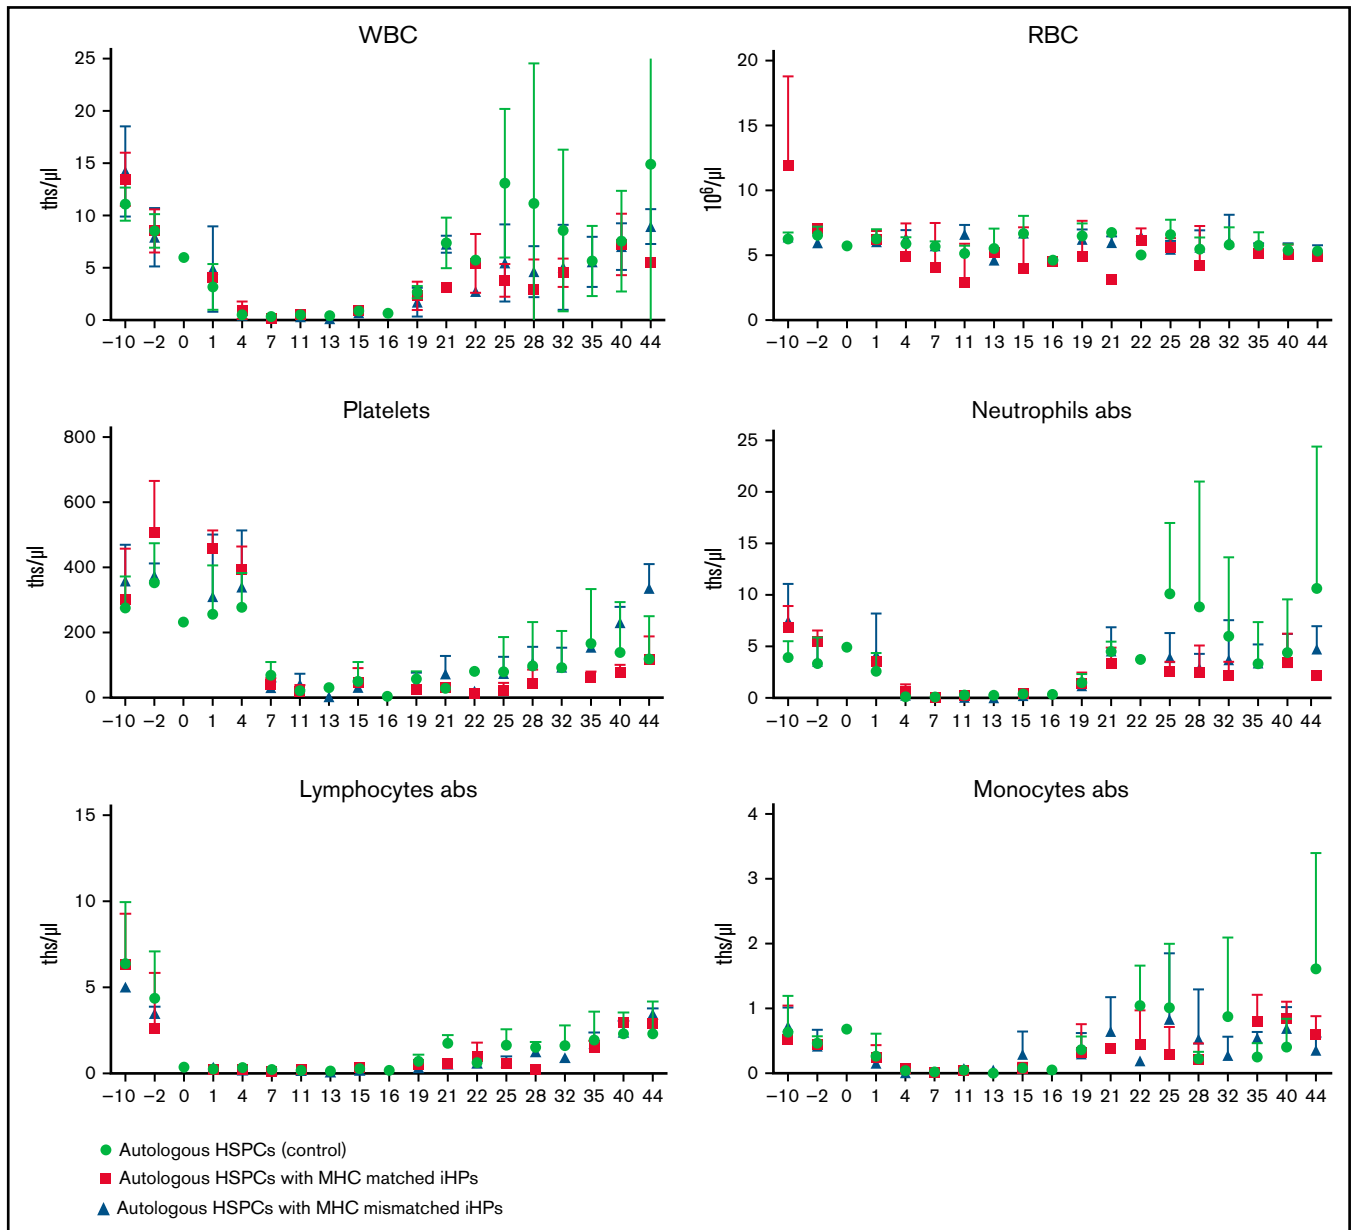 WBC
ths/µl
25
20
15
10
5
0
−10 −2 0 1 4 7 11 13 15 16 19 21 22 25 28 32 35 40 44
RBC
10⁶/µl
20
15
10
5
0
−10 −2 0 1 4 7 11 13 15 16 19 21 22 25 28 32 35 40 44
Platelets
ths/µl
800
600
400
200
0
−10 −2 0 1 4 7 11 13 15 16 19 21 22 25 28 32 35 40 44
Neutrophils abs
ths/µl
25
20
15
10
5
0
−10 −2 0 1 4 7 11 13 15 16 19 21 22 25 28 32 35 40 44
Lymphocytes abs
ths/µl
15
10
5
0
−10 −2 0 1 4 7 11 13 15 16 19 21 22 25 28 32 35 40 44
Monocytes abs
ths/µl
4
3
2
1
0
−10 −2 0 1 4 7 11 13 15 16 19 21 22 25 28 32 35 40 44
Autologous HSPCs (control)
Autologous HSPCs with MHC matched iHPs
Autologous HSPCs with MHC mismatched iHPs